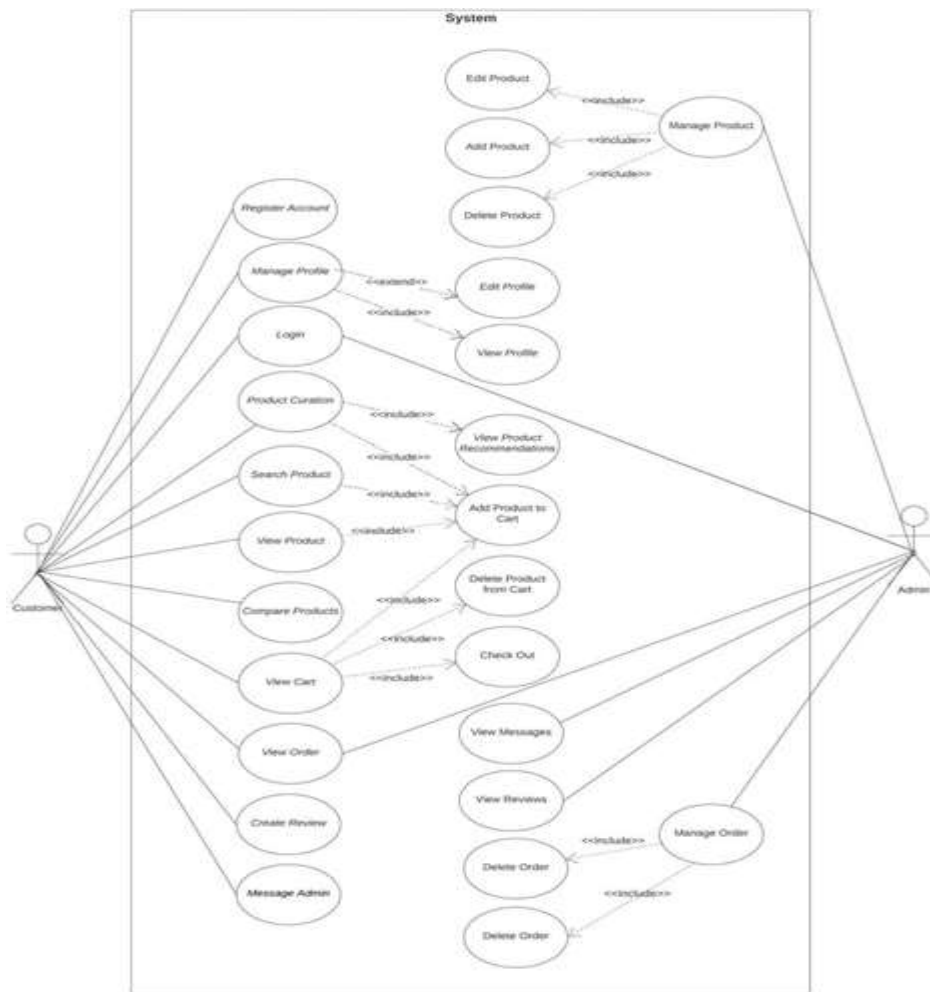 System
Edit Product
<<include>>
Manage Product
Add Product
<<include>>
<<include>>
Delete Product
Register Account
Manage Profile
<<extend>>
Edit Profile
<<include>>
Login
View Profile
Product Curation
<<include>>
View Product
Recommendations
<<include>>
Search Product
<<include>>
Add Product to
Cart
View Product
<<include>>
Delete Product
from Cart
Customer
Admin
Compare Products
<<include>>
<<include>>
Check Out
View Cart
<<include>>
View Messages
View Order
View Reviews
Create Review
Manage Order
<<include>>
Delete Order
Message Admin
<<include>>
Delete Order